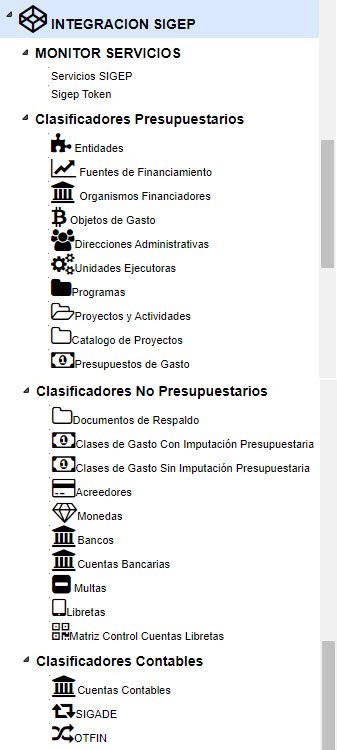 INTEGRACION SIGEP
MONITOR SERVICIOS
Servicios SIGEP
Sigep Token
Clasificadores Presupuestarios
Entidades
Fuentes de Financiamiento
Organismos Financiadores
Objetos de Gasto
Direcciones Administrativas
Unidades Ejecutoras
Programas
Proyectos y Actividades
Catalogo de Proyectos
Presupuestos de Gasto
Clasificadores No Presupuestarios
Documentos de Respaldo
Clases de Gasto Con Imputación Presupuestaria
Clases de Gasto Sin Imputación Presupuestaria
Acreedores
Monedas
Bancos
Cuentas Bancarias
Multas
Libretas
Matriz Control Cuentas Libretas
Clasificadores Contables
Cuentas Contables
SIGADE
OTFIN